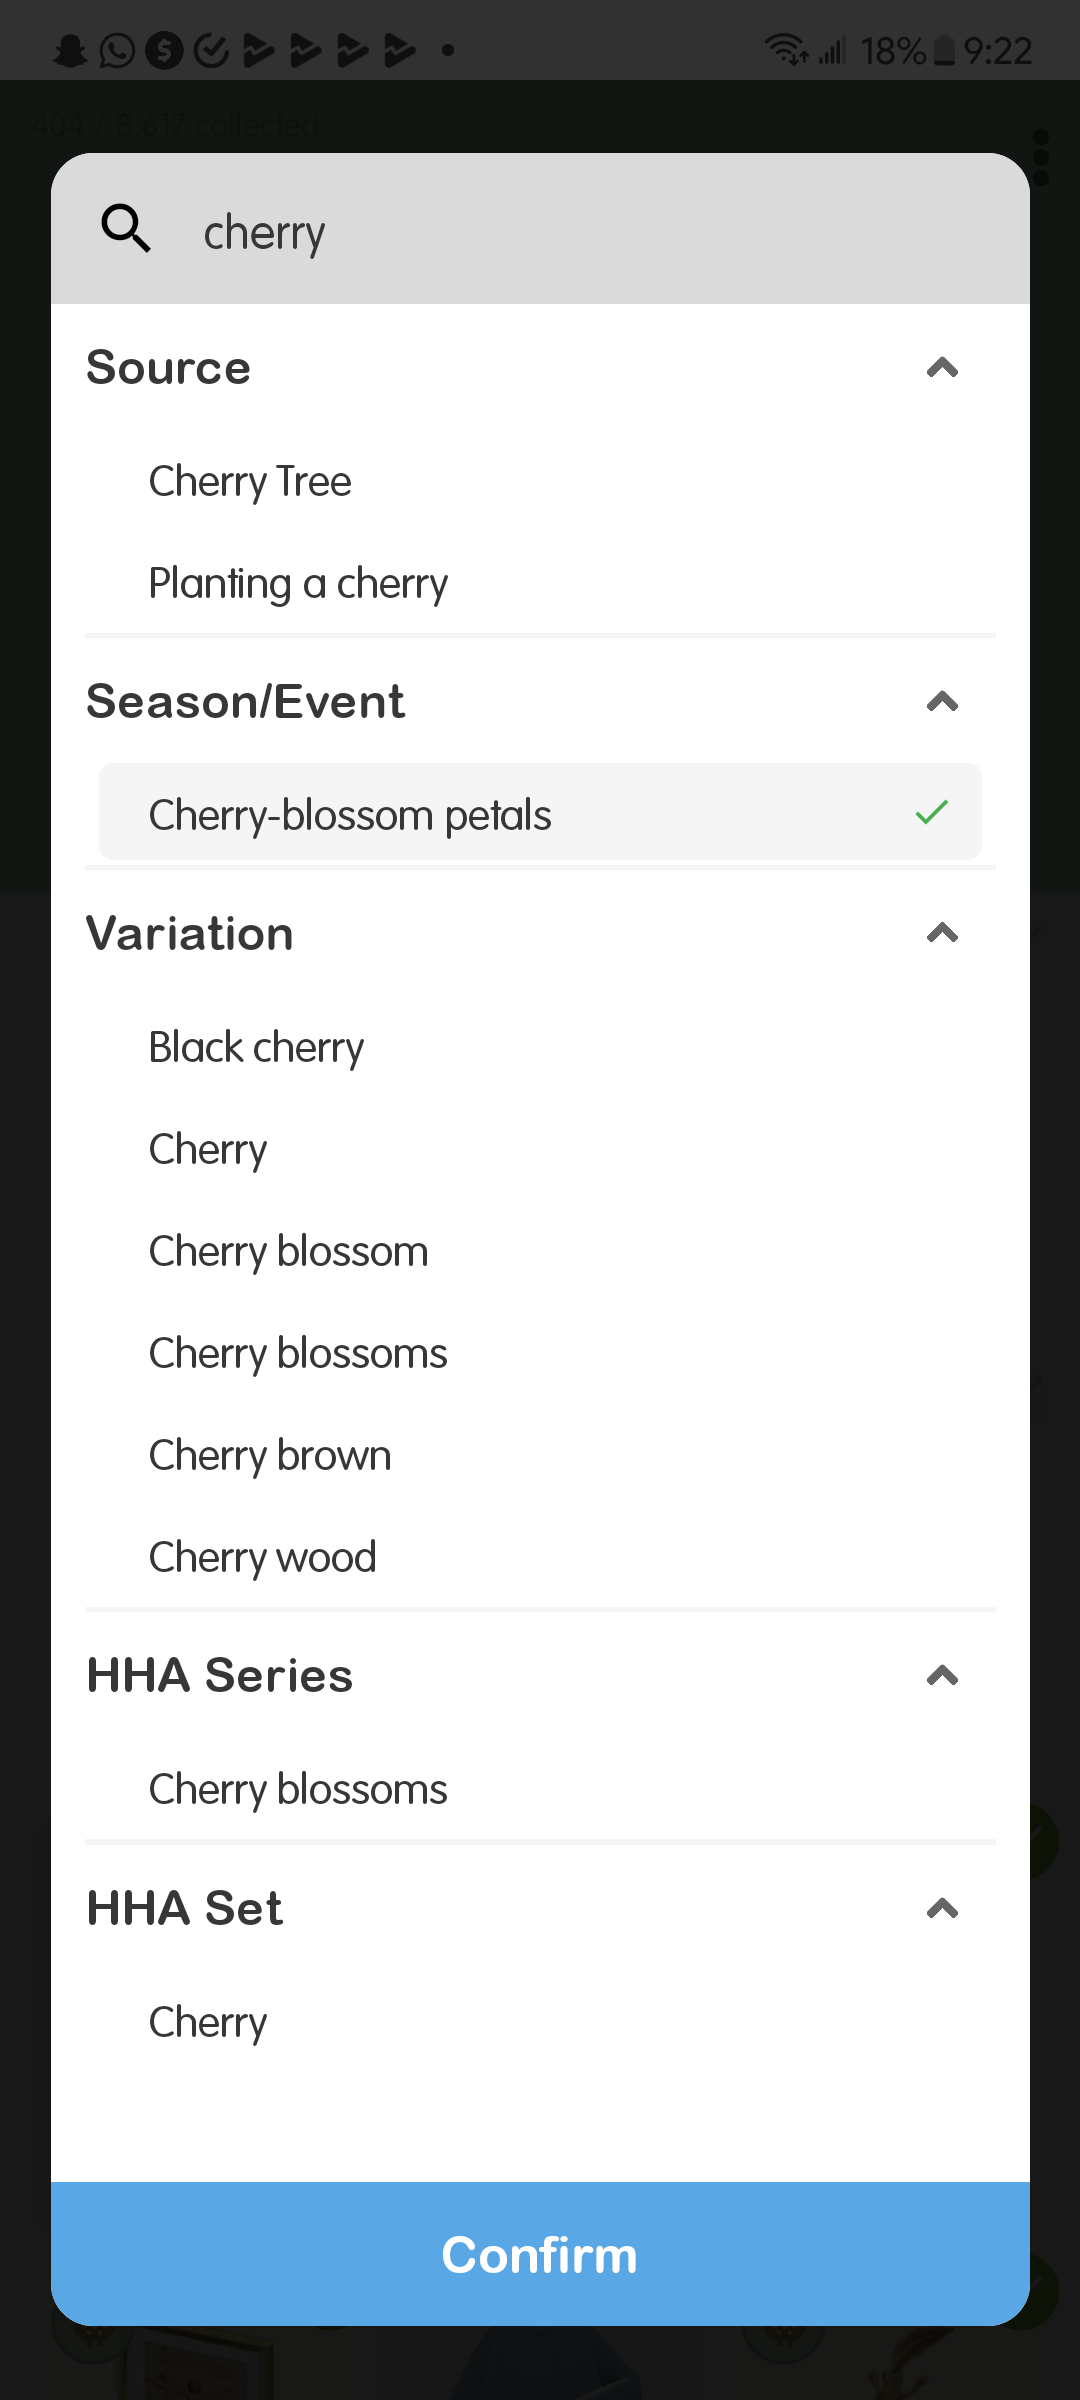 18% 9:22
404 / 8,617 collected
cherry
Source
Cherry Tree
Planting a cherry
Season/Event
Cherry-blossom petals
Variation
Black cherry
Cherry
Cherry blossom
Cherry blossoms
Cherry brown
Cherry wood
HHA Series
Cherry blossoms
HHA Set
Cherry
Confirm